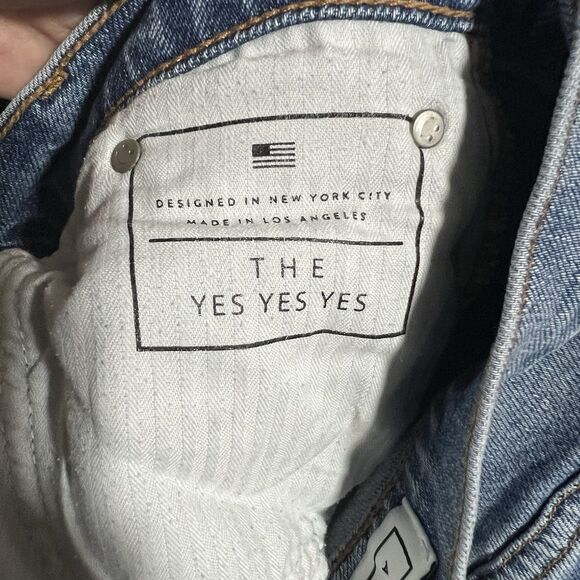 DESIGNED IN NEW YORK CITY
MADE IN LOS ANGELES
THE
YES YES YES